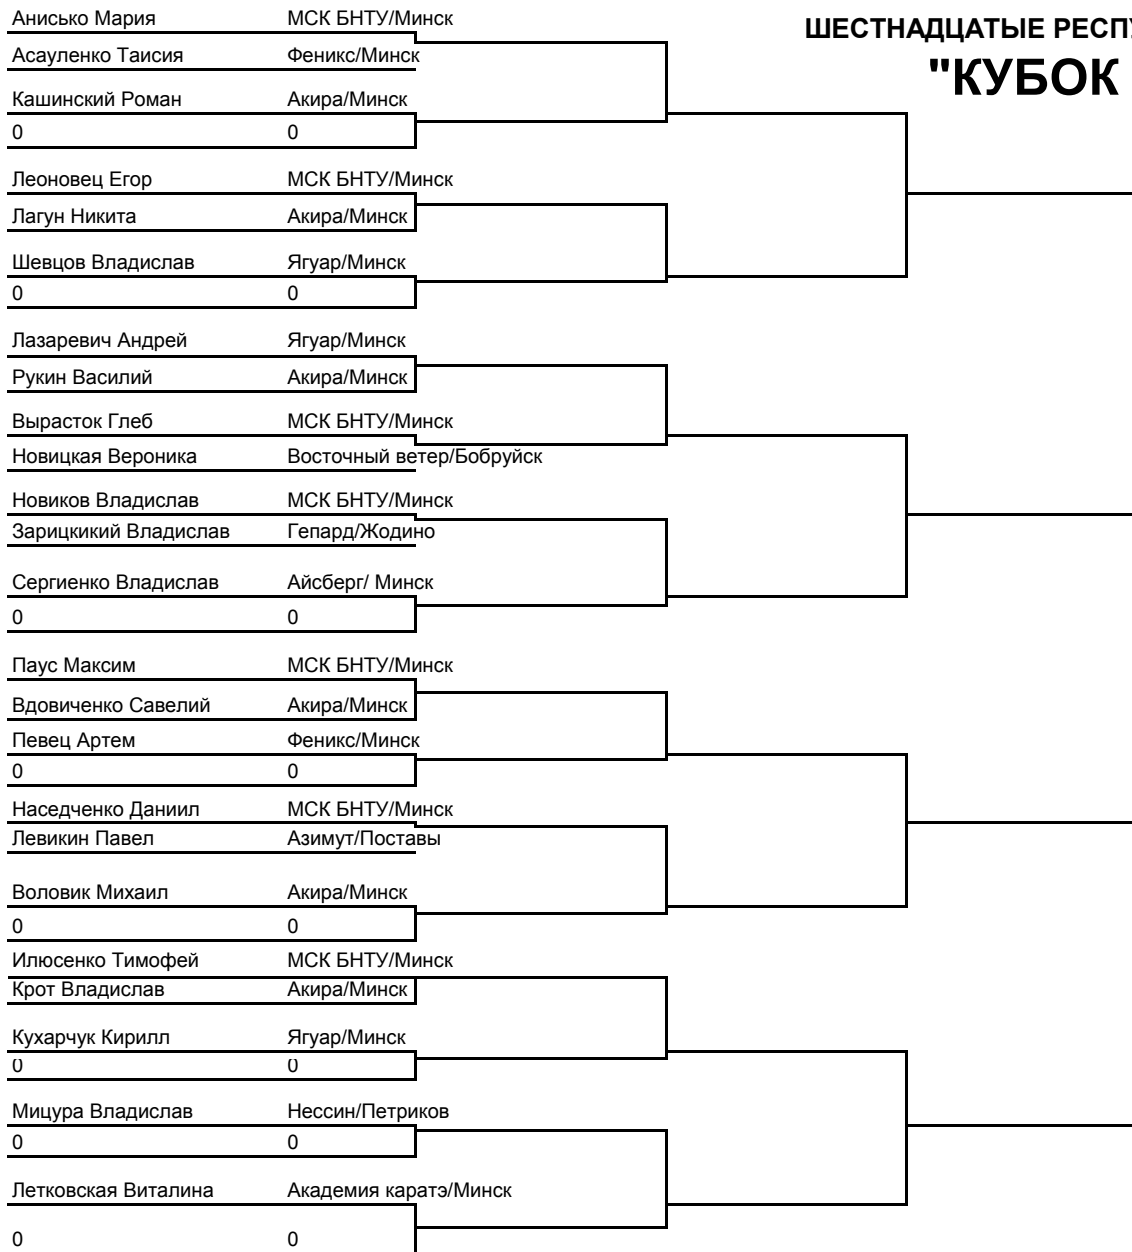 Анисько Мария МСК БНТУ/Минск
ШЕСТНАДЦАТЫЕ
Асауленко Таисия Феникс/Минск
"КУБОК
Кашинский Роман Акира/Минск
0 0
Леоновец Егор МСК БНТУ/Минск
Лагун Никита Акира/Минск
Шевцов Владислав Ягуар/Минск
0 0
Лазаревич Андрей Ягуар/Минск
Рукин Василий Акира/Минск
Вырасток Глеб МСК БНТУ/Минск
Новицкая Вероника Восточный ветер/Бобруйск
Новиков Владислав МСК БНТУ/Минск
Зарицкикий Владислав Гепард/Жодино
Сергиенко Владислав Айсберг/ Минск
0 0
Паус Максим МСК БНТУ/Минск
Вдовиченко Савелий Акира/Минск
Певец Артем Феникс/Минск
0 0
Наседченко Даниил МСК БНТУ/Минск
Левикин Павел Азимут/Поставы
Воловик Михаил Акира/Минск
0 0
Илюсенко Тимофей МСК БНТУ/Минск
Крот Владислав Акира/Минск
Кухарчук Кирилл Ягуар/Минск
0 0
Мицура Владислав Нессин/Петриков
0 0
Летковская Виталина Академия каратэ/Минск
0 0